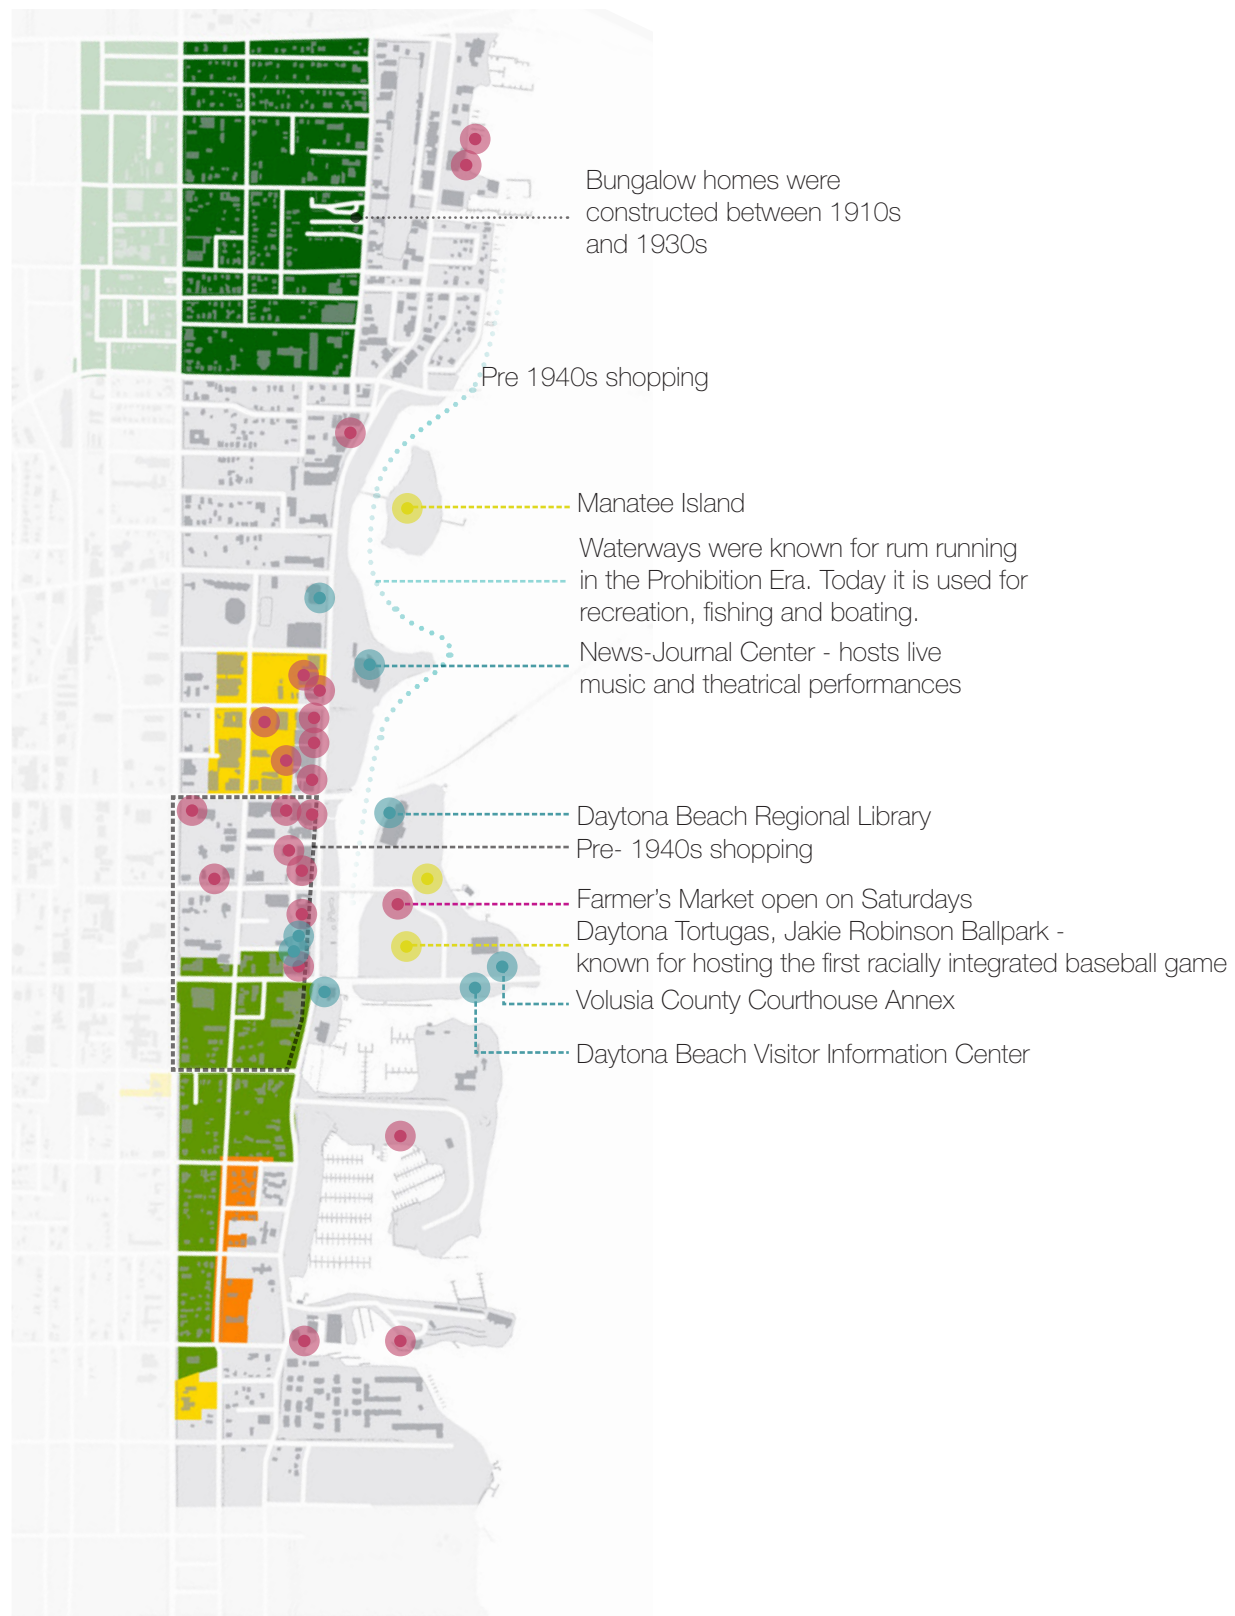 Bungalow homes were
constructed between 1910s
and 1930s
Pre 1940s shopping
Manatee Island
Waterways were known for rum running
in the Prohibition Era. Today it is used for
recreation, fishing and boating.
News-Journal Center - hosts live
music and theatrical performances
Daytona Beach Regional Library
Pre- 1940s shopping
Farmer's Market open on Saturdays
Daytona Tortugas, Jakie Robinson Ballpark -
known for hosting the first racially integrated baseball game
Volusia County Courthouse Annex
Daytona Beach Visitor Information Center